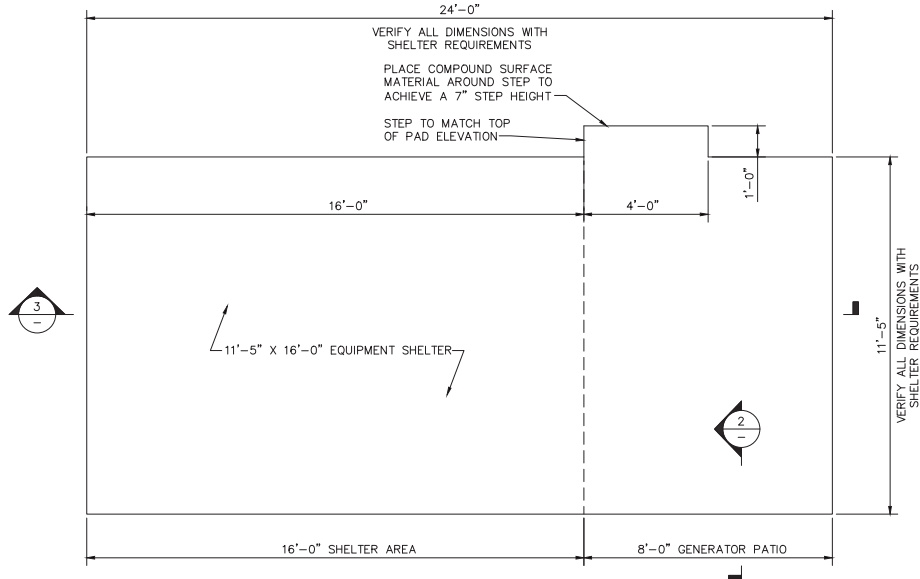 24'-0"
VERIFY ALL DIMENSIONS WITH
SHELTER REQUIREMENTS
PLACE COMPOUND SURFACE
MATERIAL AROUND STEP TO
ACHIEVE A 7" STEP HEIGHT
STEP TO MATCH TOP
OF PAD ELEVATION
1'-0"
16'-0"
4'-0"
3
-
11'-5" X 16'-0" EQUIPMENT SHELTER
11'-5"
VERIFY ALL DIMENSIONS WITH
SHELTER REQUIREMENTS
2
-
16'-0" SHELTER AREA
8'-0" GENERATOR PATIO